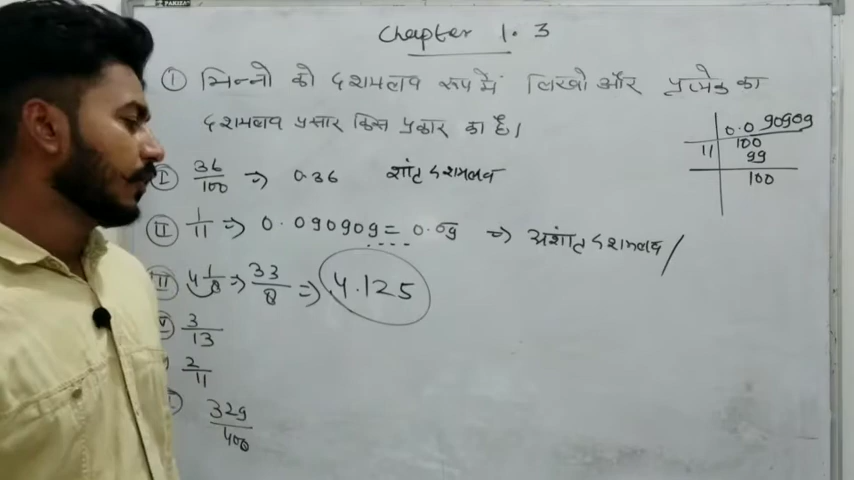 Chapter 1.3
① भिन्नो को दशमलव रूप में लिखो और प्रत्येक का
दशमलव प्रसार किस प्रकार का है।
I 36/100 => 0.36 शांत दशमलव
II 1/11 => 0.090909 = 0.09̅ => अशांत दशमलव/
III 4 1/8 => 33/8 => 4.125
3/13
2/11
329/400
0.090909
11 100
99
100